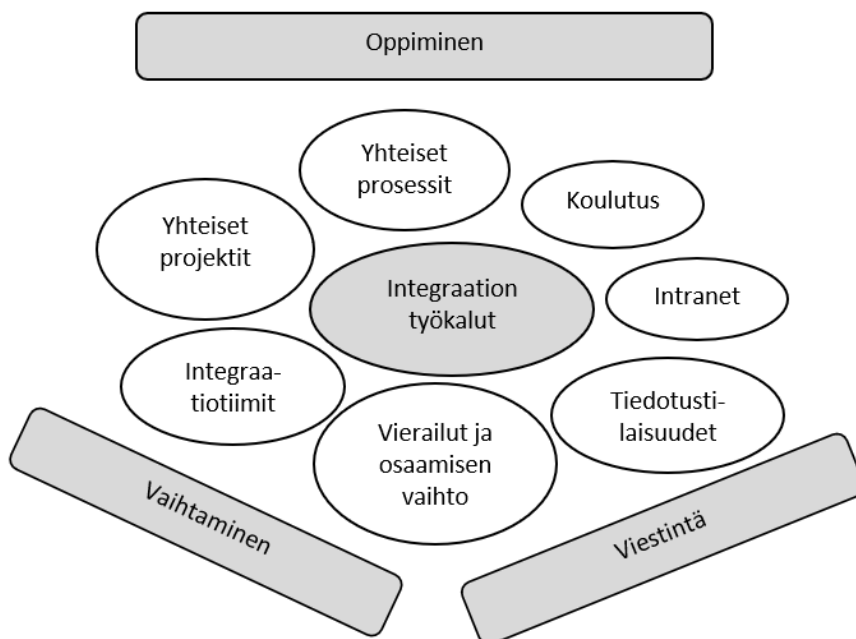 Oppiminen
Yhteiset
prosessit
Koulutus
Yhteiset
projektit
Integraation
työkalut
Intranet
Integraa-
tiotiimit
Vierailut ja
osaamisen
vaihto
Tiedotusti-
laisuudet
Vaihtaminen
Viestintä